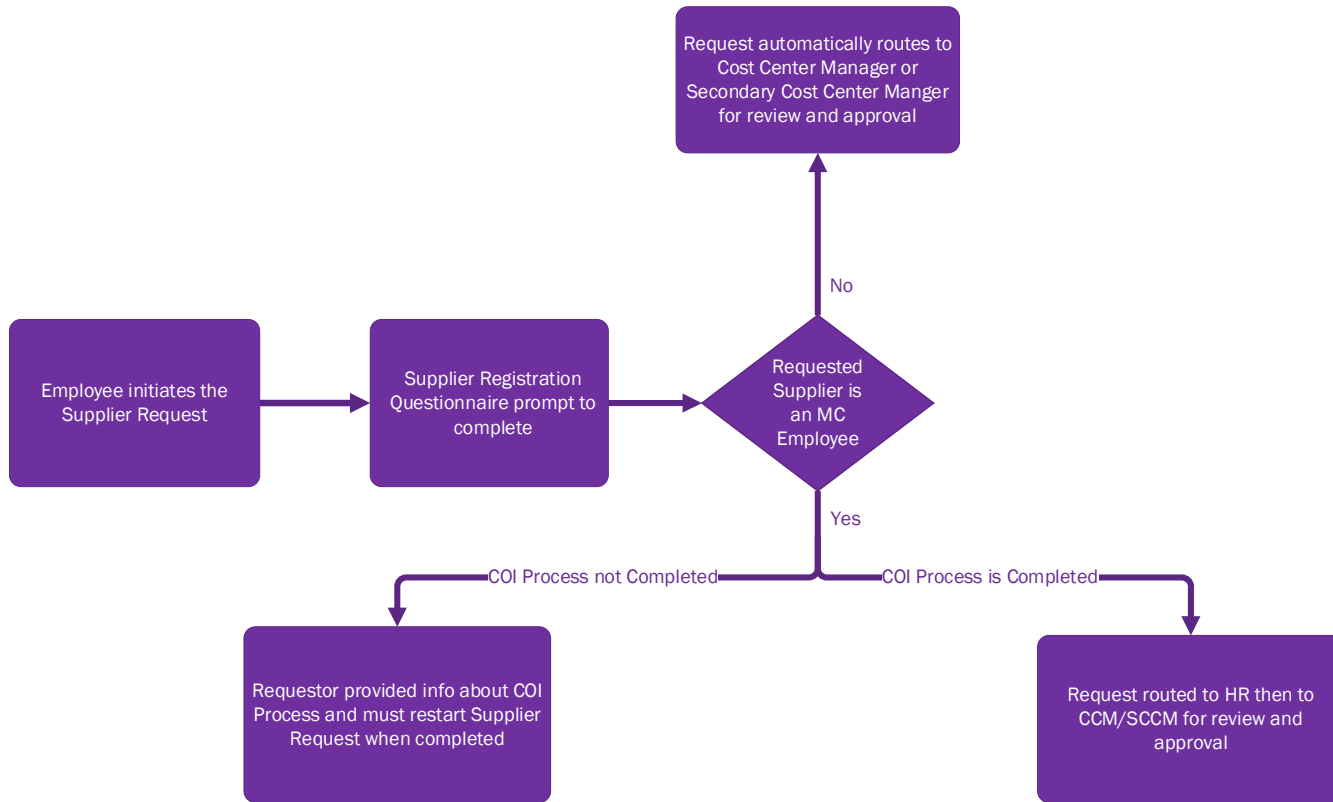 Request automatically routes to
Cost Center Manager or
Secondary Cost Center Manger
for review and approval
No
Employee initiates the
Supplier Request
Supplier Registration
Questionnaire prompt to
complete
Requested
Supplier is
an MC
Employee
Yes
COI Process not Completed
COI Process is Completed
Requestor provided info about COI
Process and must restart Supplier
Request when completed
Request routed to HR then to
CCM/SCCM for review and
approval